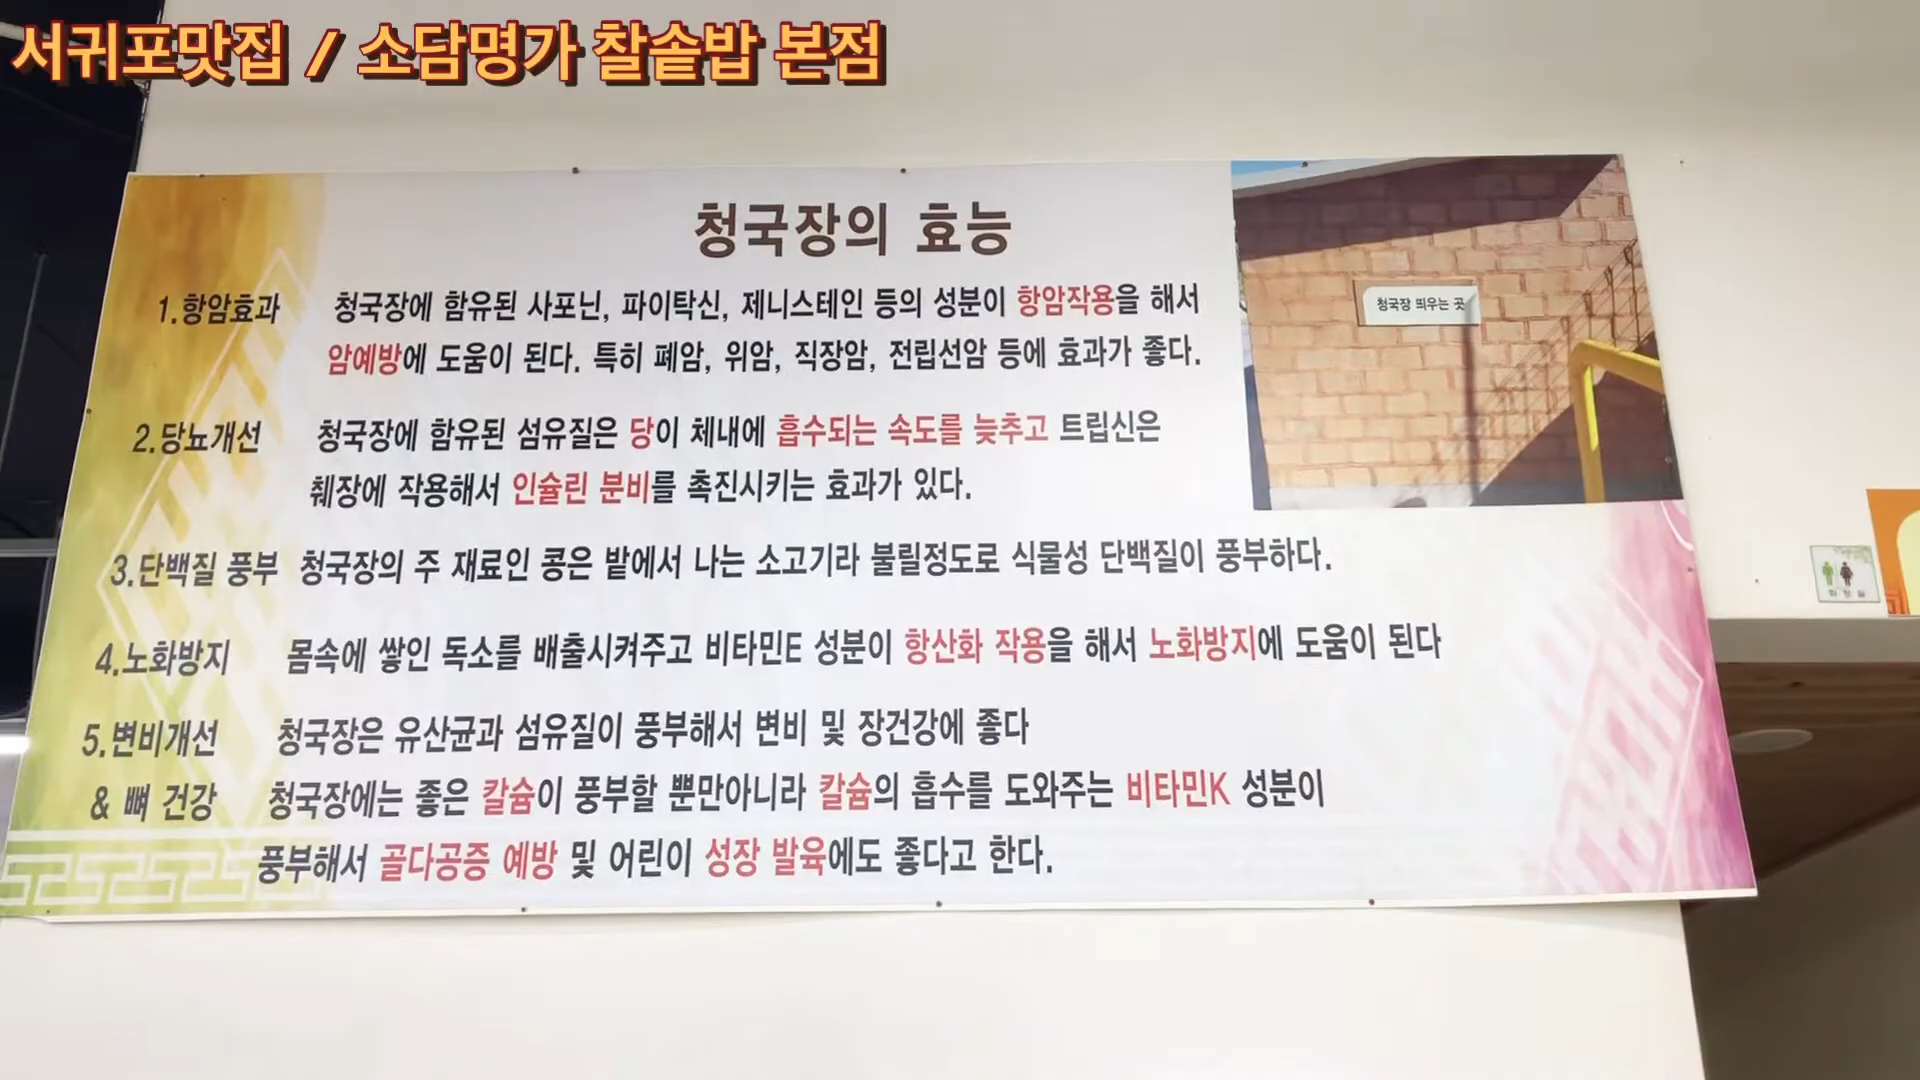 서귀포맛집 / 소담명가 찰솥밥 본점
청국장의 효능
청국장 띄우는 곳
1.항암효과 청국장에 함유된 사포닌, 파이탁신, 제니스테인 등의 성분이 항암작용을 해서
암예방에 도움이 된다. 특히 폐암, 위암, 직장암, 전립선암 등에 효과가 좋다.
2.당뇨개선 청국장에 함유된 섬유질은 당이 체내에 흡수되는 속도를 늦추고 트립신은
췌장에 작용해서 인슐린 분비를 촉진시키는 효과가 있다.
3.단백질 풍부 청국장의 주 재료인 콩은 밭에서 나는 소고기라 불릴정도로 식물성 단백질이 풍부하다.
4.노화방지 몸속에 쌓인 독소를 배출시켜주고 비타민E 성분이 항산화 작용을 해서 노화방지에 도움이 된다
5.변비개선 청국장은 유산균과 섬유질이 풍부해서 변비 및 장건강에 좋다
& 뼈 건강 청국장에는 좋은 칼슘이 풍부할 뿐만아니라 칼슘의 흡수를 도와주는 비타민K 성분이
풍부해서 골다공증 예방 및 어린이 성장 발육에도 좋다고 한다.
화장실